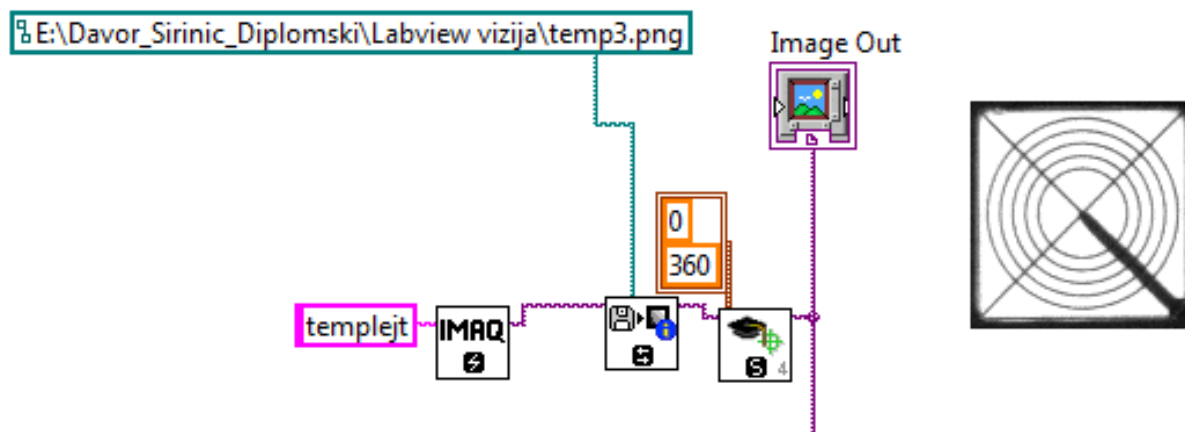 E:\Davor_Sirinic_Diplomski\Labview vizija\temp3.png
Image Out
0
360
templejt
IMAQ
S 4